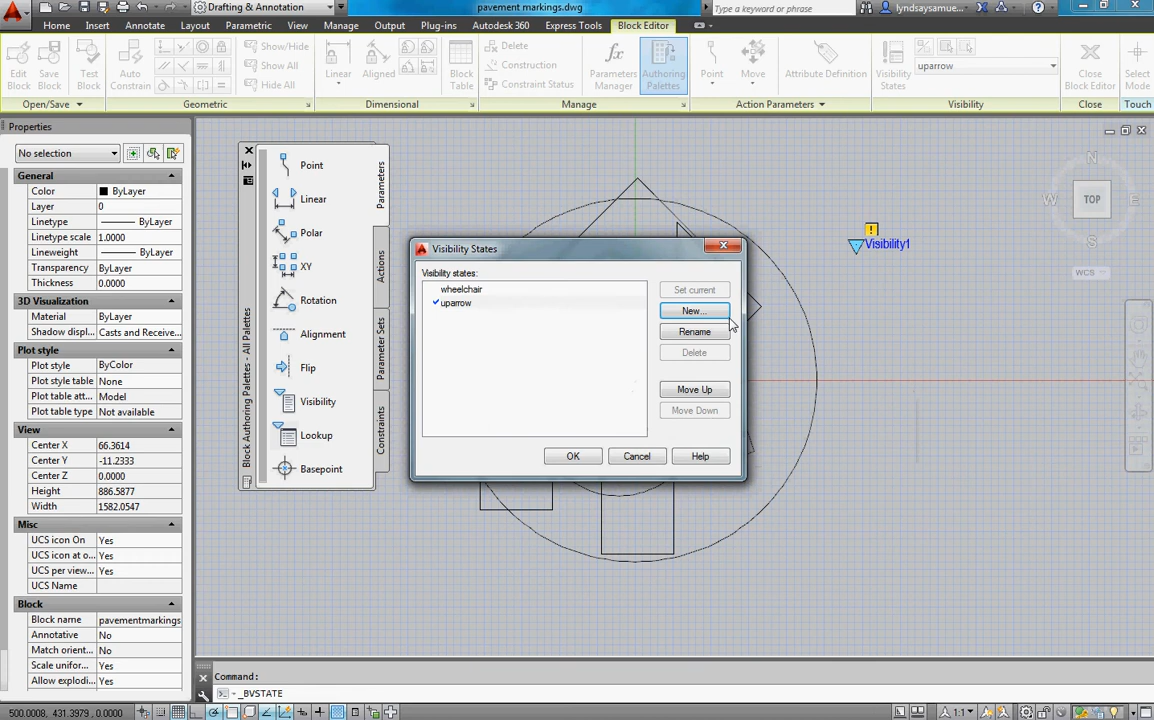 Drafting & Annotation
pavement markings.dwg
Type a keyword or phrase
lyndsaysamue...
Home Insert Annotate Parametric View Manage Output Plug-ins Autodesk 360 Express Tools Block Editor
Edit Block
Save Block
Test Block
Auto Constrain
Show/Hide
Show All
Hide All
Linear
Aligned
Block Table
Delete
Construction
Constraint Status
Parameters Manager
Authoring Palettes
Point
Move
Attribute Definition
Visibility States
uparrow
Close Block Editor
Select Mode
Open/Save Geometric Dimensional Manage Action Parameters Visibility Close Touch
Properties
No selection
General
Color ByLayer
Layer 0
Linetype ByLayer
Linetype scale 1.0000
Lineweight ByLayer
Transparency ByLayer
Thickness 0.0000
3D Visualization
Material ByLayer
Shadow displ... Casts and Receive...
Plot style
Plot style ByColor
Plot style table None
Plot table attac... Model
Plot table type Not available
View
Center X 66.3614
Center Y -11.2333
Center Z 0.0000
Height 886.5877
Width 1582.0547
Misc
UCS icon On Yes
UCS icon at o... Yes
UCS per view... Yes
UCS Name
Block
Block name pavementmarkings
Annotative No
Match orient... No
Scale unifor... Yes
Allow explodi... Yes
Block Authoring Palettes - All Palettes
Point
Linear
Polar
XY
Rotation
Alignment
Flip
Visibility
Lookup
Basepoint
Parameters
Actions
Parameter Sets
Constraints
Visibility States
Visibility states:
wheelchair
uparrow
Set current
New...
Rename
Delete
Move Up
Move Down
OK Cancel Help
!
Visibility1
N
W TOP E
S
WCS
Command:
_BVSTATE
500.0008, 431.3979, 0.0000
1:1